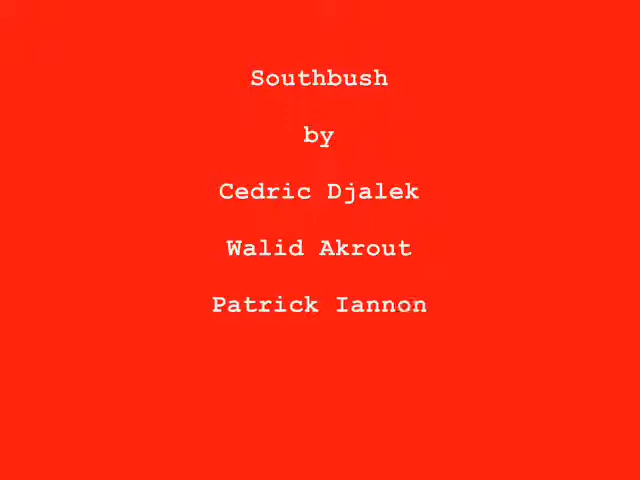 Southbush
by
Cedric Djalek
Walid Akrout
Patrick Iannon